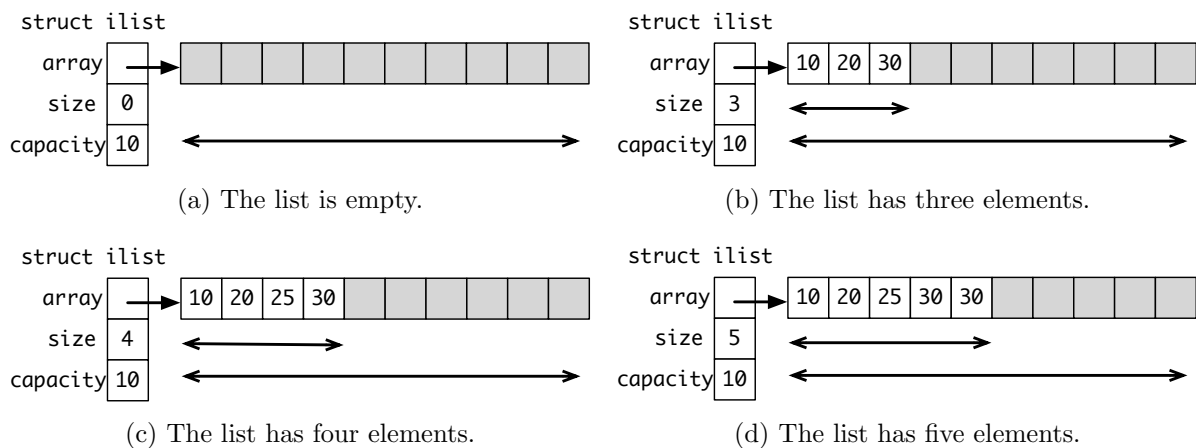 struct ilist
array
size 0
capacity 10
(a) The list is empty.
struct ilist
array 10 20 30
size 3
capacity 10
(b) The list has three elements.
struct ilist
array 10 20 25 30
size 4
capacity 10
(c) The list has four elements.
struct ilist
array 10 20 25 30 30
size 5
capacity 10
(d) The list has five elements.